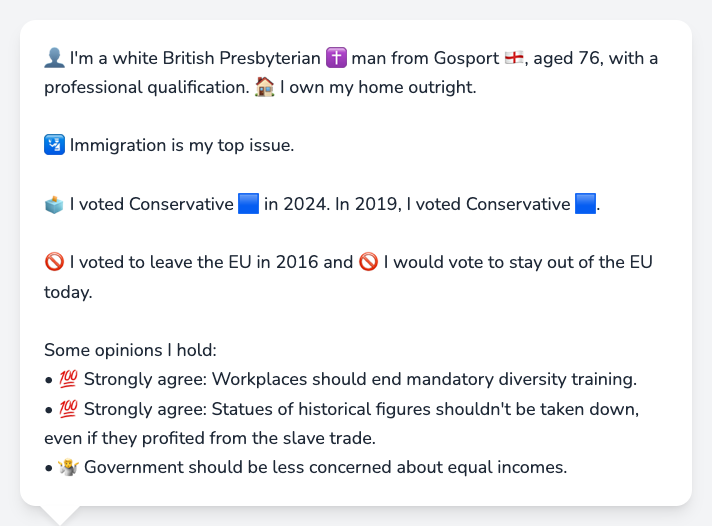 👤 I'm a white British Presbyterian ✝️ man from Gosport 🏴󠁧󠁢󠁥󠁮󠁧󠁿, aged 76, with a
professional qualification. 🏠 I own my home outright.
🛂 Immigration is my top issue.
🗳️ I voted Conservative 🟦 in 2024. In 2019, I voted Conservative 🟦.
🚫 I voted to leave the EU in 2016 and 🚫 I would vote to stay out of the EU
today.
Some opinions I hold:
• 💯 Strongly agree: Workplaces should end mandatory diversity training.
• 💯 Strongly agree: Statues of historical figures shouldn't be taken down,
even if they profited from the slave trade.
• 🤷 Government should be less concerned about equal incomes.